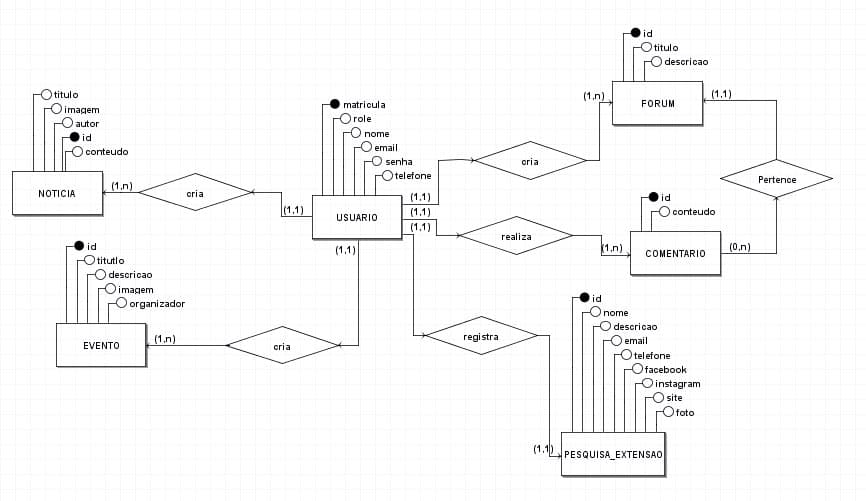 id
titulo
descricao
(1,n)
FORUM
(1,1)
titulo
imagem
autor
id
conteudo
NOTICIA
(1,n)
cria
(1,1)
matricula
role
nome
email
senha
telefone
USUARIO
(1,1)
(1,1)
(1,1)
(1,1)
cria
Pertence
realiza
id
conteudo
(1,n)
COMENTARIO
(0,n)
id
titutlo
descricao
imagem
organizador
EVENTO
(1,n)
cria
registra
id
nome
descricao
email
telefone
facebook
instagram
site
foto
(1,1)
PESQUISA_EXTENSAO